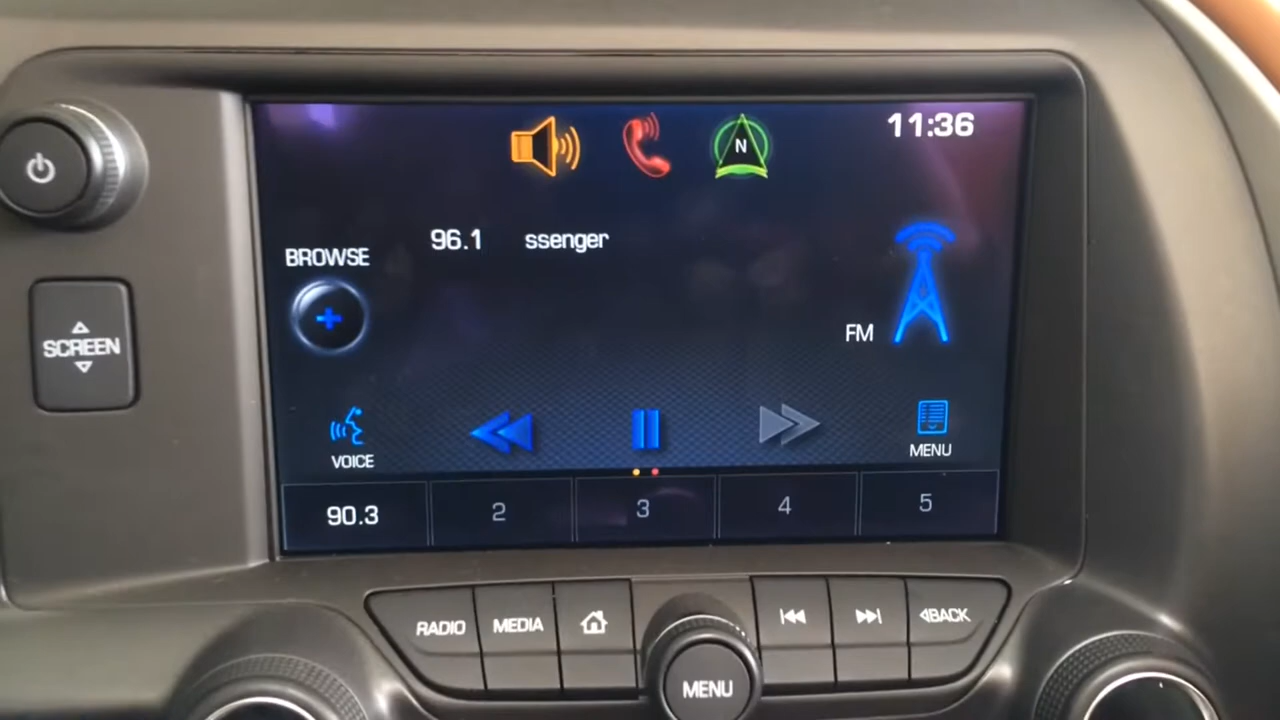 11:36
N
96.1 ssenger
BROWSE
SCREEN
FM
VOICE
MENU
90.3 2 3 4 5
RADIO MEDIA BACK
MENU